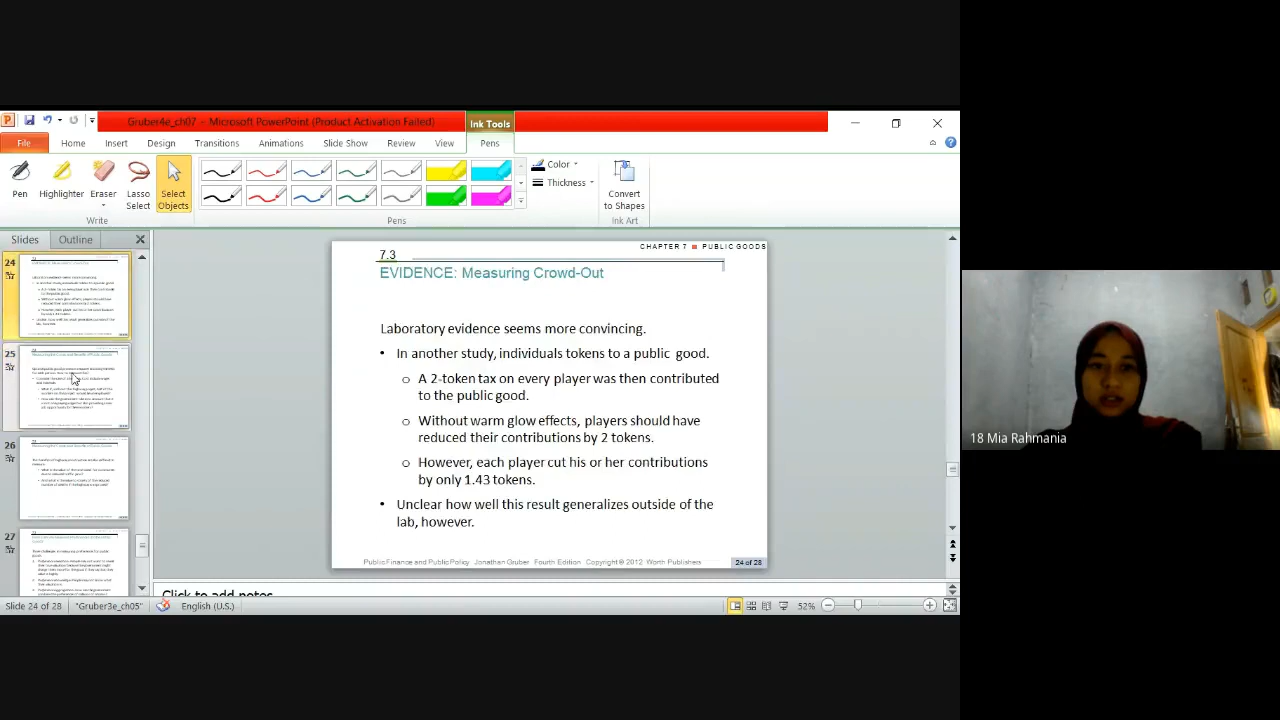 Gruber4e_ch07 - Microsoft PowerPoint (Product Activation Failed)
Ink Tools
File Home Insert Design Transitions Animations Slide Show Review View Pens
Pen Highlighter Eraser Lasso Select Select Objects
Color
Thickness
Convert to Shapes
Write Pens Ink Art
Slides Outline
24
25
26
27
CHAPTER 7 ■ PUBLIC GOODS
7.3
EVIDENCE: Measuring Crowd-Out
Laboratory evidence seems more convincing.
• In another study, individuals tokens to a public good.
o A 2-token tax on every player was then contributed
to the public good.
o Without warm glow effects, players should have
reduced their contributions by 2 tokens.
However each player cut his or her contributions
by only 1.43 tokens.
• Unclear how well this result generalizes outside of the
lab, however.
Public Finance and Public Policy Jonathan Gruber Fourth Edition Copyright © 2012 Worth Publishers
24 of 28
Click to add notes
Slide 24 of 28 "Gruber3e_ch05" English (U.S.) 52%
18 Mia Rahmania